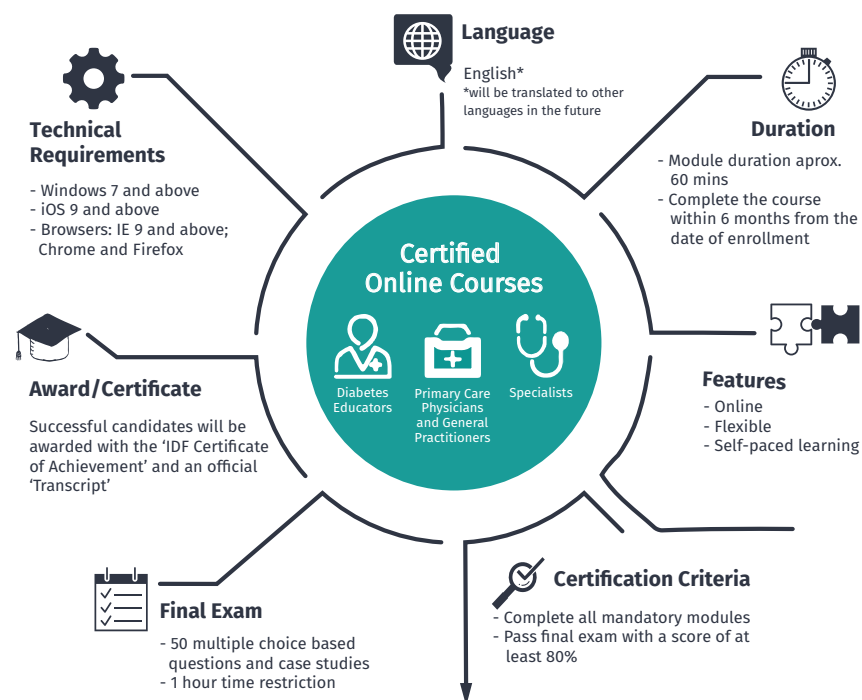 Language
English*
*will be translated to other
languages in the future
Technical
Requirements
- Windows 7 and above
- iOS 9 and above
- Browsers: IE 9 and above;
Chrome and Firefox
Duration
- Module duration aprox.
60 mins
- Complete the course
within 6 months from the
date of enrollment
Certified
Online Courses
Diabetes
Educators
Primary Care
Physicians
and General
Practitioners
Specialists
Award/Certificate
Successful candidates will be
awarded with the ‘IDF Certificate
of Achievement’ and an official
‘Transcript’
Features
- Online
- Flexible
- Self-paced learning
Final Exam
- 50 multiple choice based
questions and case studies
- 1 hour time restriction
Certification Criteria
- Complete all mandatory modules
- Pass final exam with a score of at
least 80%